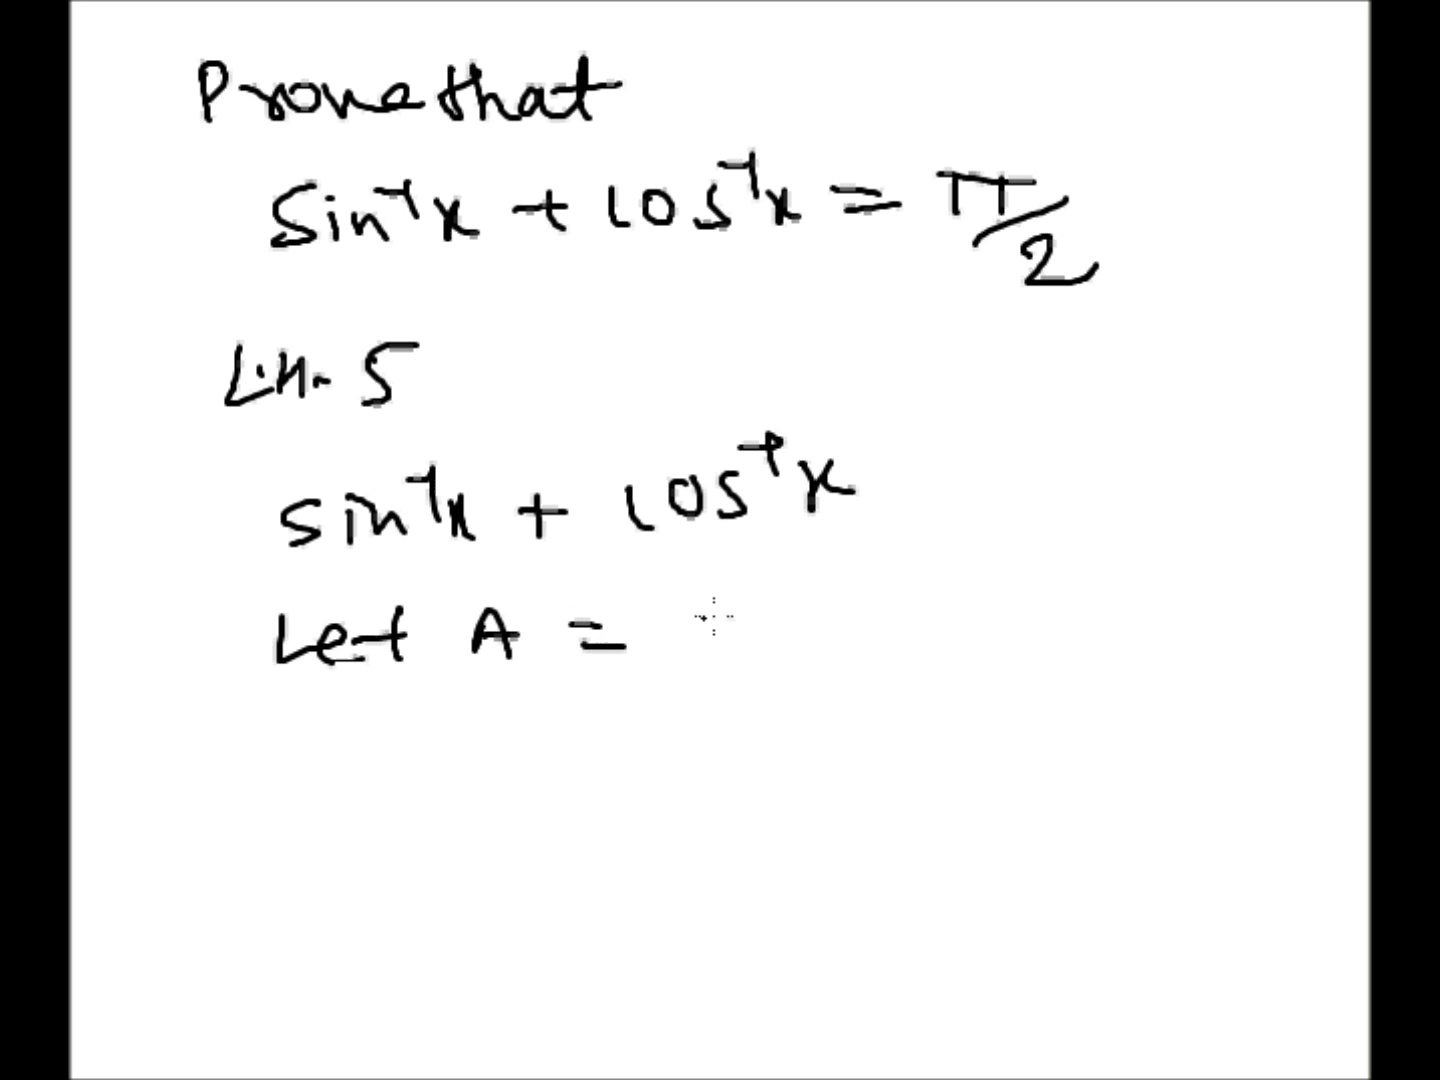 Prove that
Sin⁻¹x + cos⁻¹x = π/2
L.H.S
sin⁻¹x + cos⁻¹x
Let A =